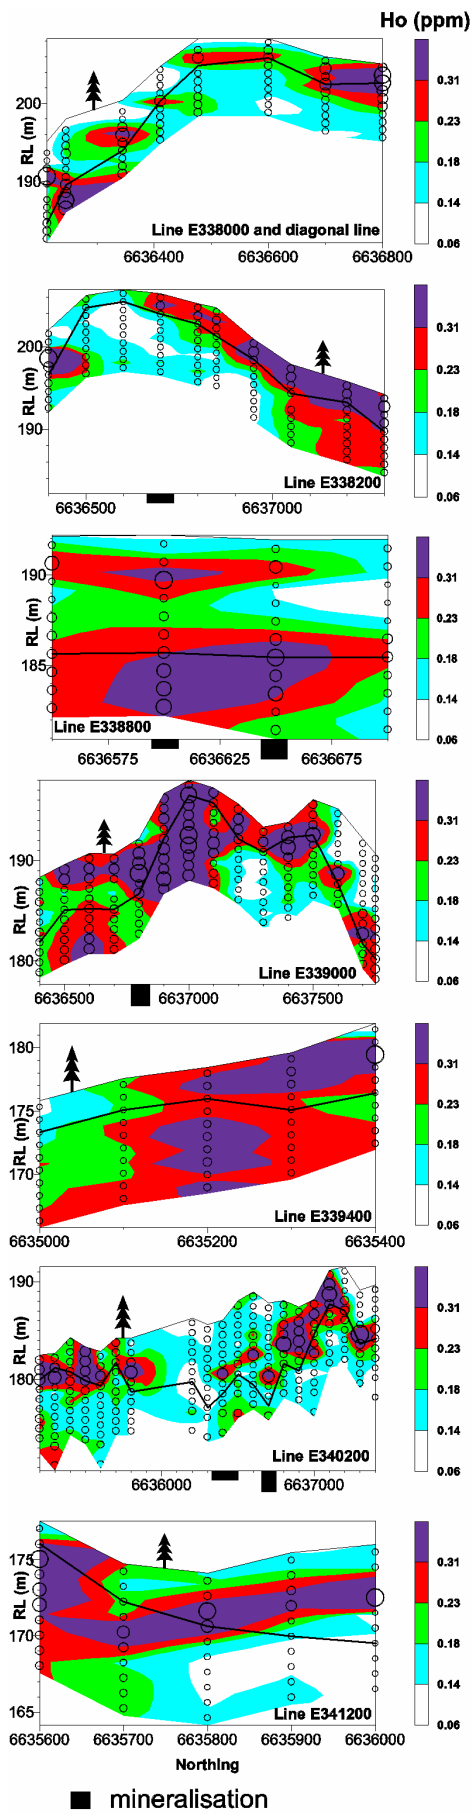 Ho (ppm)
RL (m)
200
190
0.31
0.23
0.18
0.14
0.06
Line E338000 and diagonal line
6636400 6636600 6636800
RL (m)
200
190
0.31
0.23
0.18
0.14
0.06
Line E338200
6636500 6637000
RL (m)
190
185
0.31
0.23
0.18
0.14
0.06
Line E338800
6636575 6636625 6636675
RL (m)
190
180
0.31
0.23
0.18
0.14
0.06
Line E339000
6636500 6637000 6637500
RL (m)
180
175
170
0.31
0.23
0.18
0.14
0.06
Line E339400
6635000 6635200 6635400
RL (m)
190
180
0.31
0.23
0.18
0.14
0.06
Line E340200
6636000 6637000
RL (m)
175
170
165
0.31
0.23
0.18
0.14
0.06
Line E341200
6635600 6635700 6635800 6635900 6636000
Northing
mineralisation